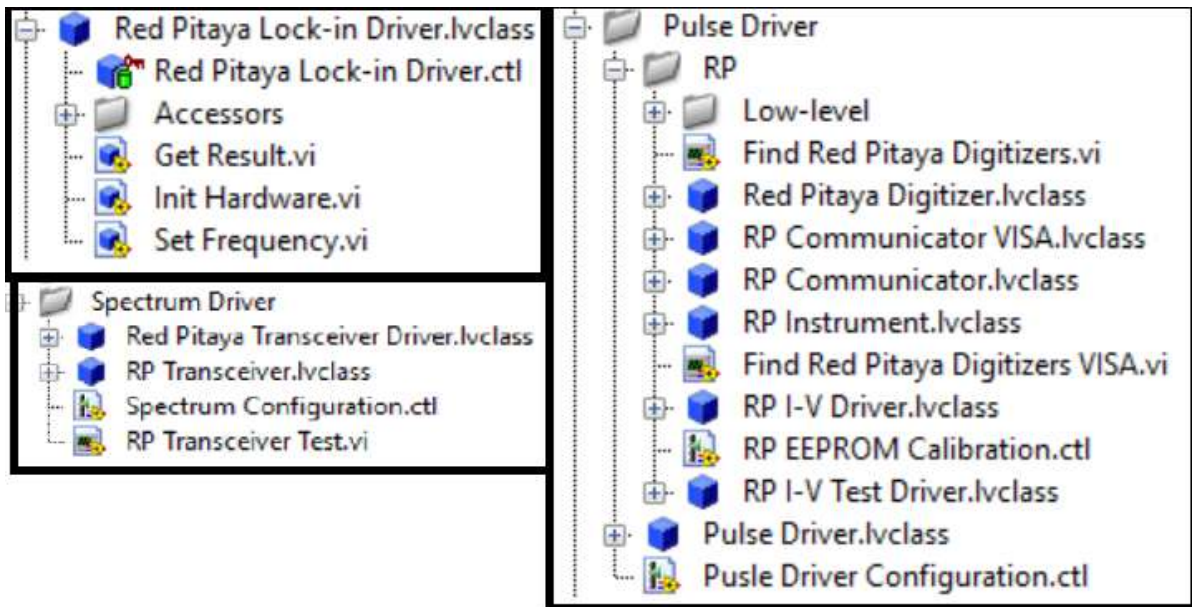 Red Pitaya Lock-in Driver.lvclass
Red Pitaya Lock-in Driver.ctl
Accessors
Get Result.vi
Init Hardware.vi
Set Frequency.vi
Spectrum Driver
Red Pitaya Transceiver Driver.lvclass
RP Transceiver.lvclass
Spectrum Configuration.ctl
RP Transceiver Test.vi
Pulse Driver
RP
Low-level
Find Red Pitaya Digitizers.vi
Red Pitaya Digitizer.lvclass
RP Communicator VISA.lvclass
RP Communicator.lvclass
RP Instrument.lvclass
Find Red Pitaya Digitizers VISA.vi
RP I-V Driver.lvclass
RP EEPROM Calibration.ctl
RP I-V Test Driver.lvclass
Pulse Driver.lvclass
Pusle Driver Configuration.ctl